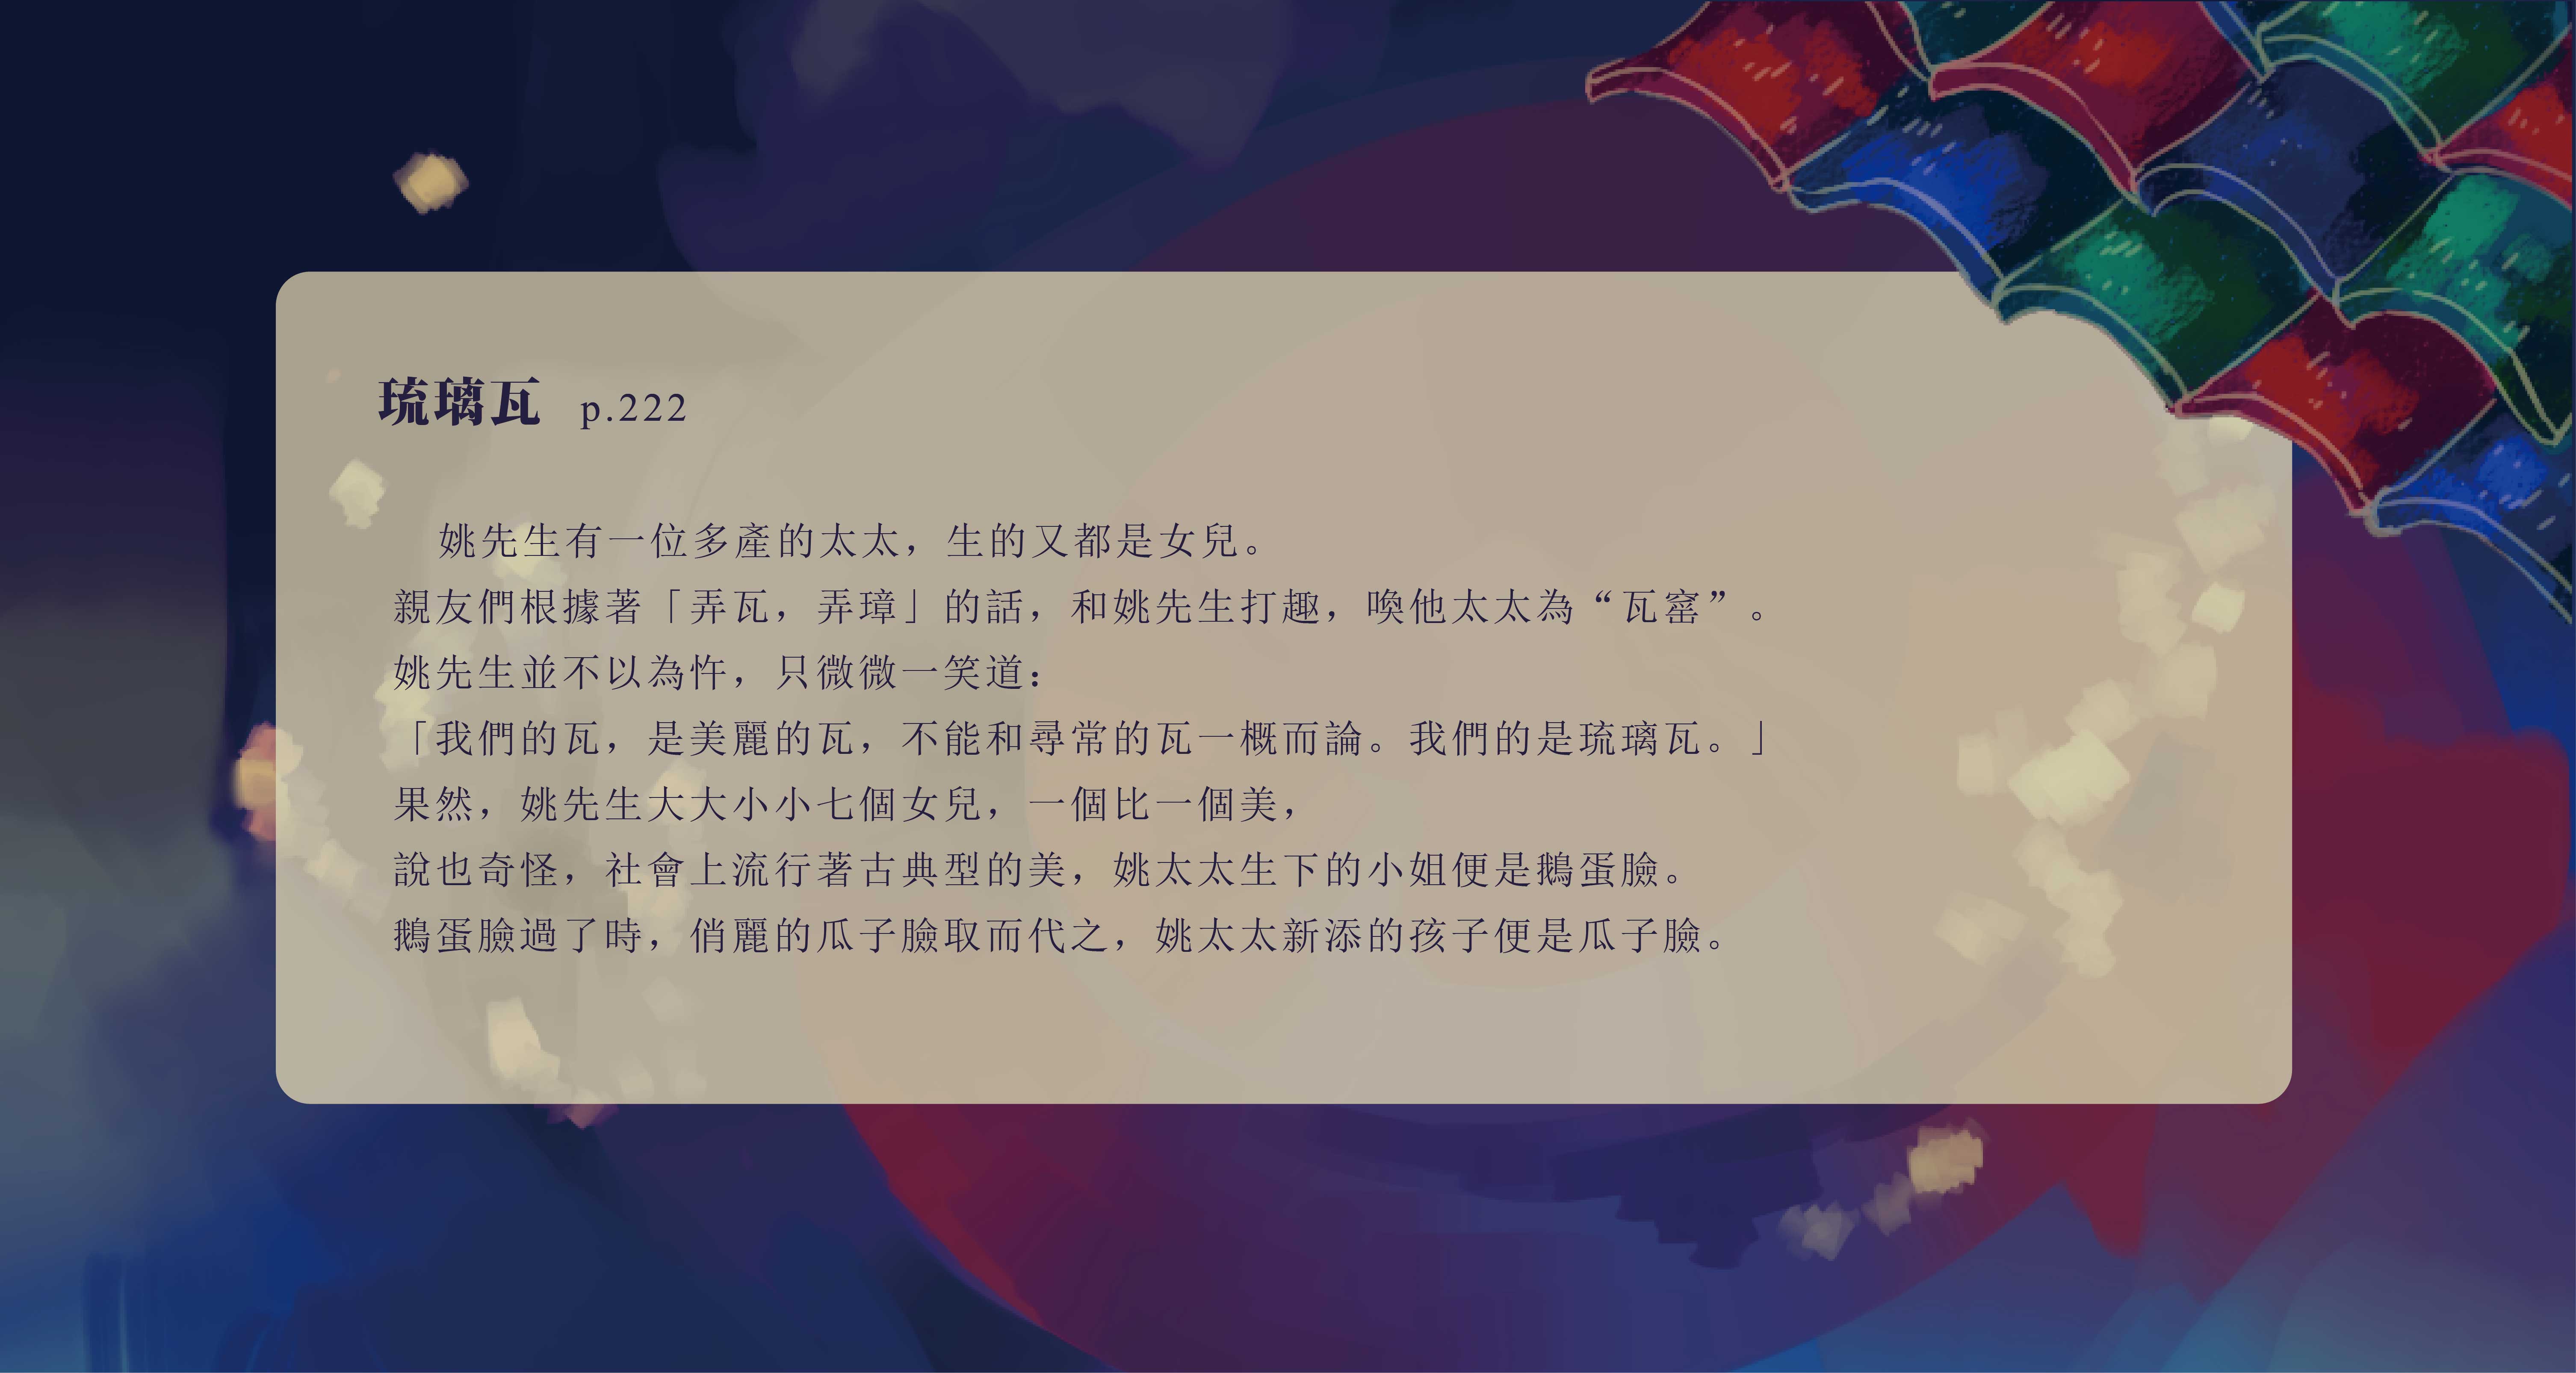 琉璃瓦 p.222
姚先生有一位多產的太太，生的又都是女兒。
親友們根據著「弄瓦，弄璋」的話，和姚先生打趣，喚他太太為“瓦窰”。
姚先生並不以為忤，只微微一笑道：
「我們的瓦，是美麗的瓦，不能和尋常的瓦一概而論。我們的是琉璃瓦。」
果然，姚先生大大小小七個女兒，一個比一個美，
說也奇怪，社會上流行著古典型的美，姚太太生下的小姐便是鵝蛋臉。
鵝蛋臉過了時，俏麗的瓜子臉取而代之，姚太太新添的孩子便是瓜子臉。